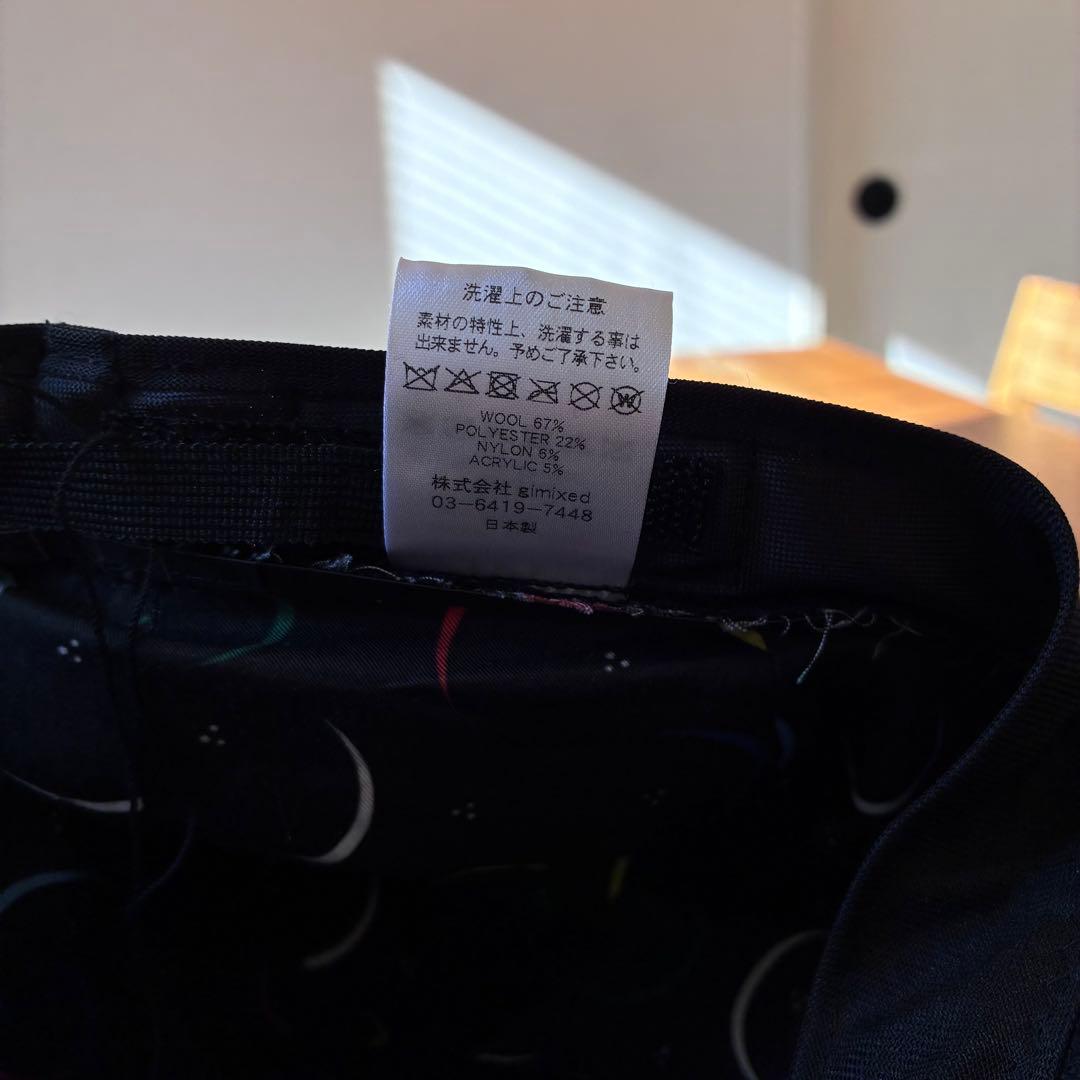 洗濯上のご注意
素材の特性上、洗濯する事は
出来ません。予めご了承下さい。
W
WOOL 67%
POLYESTER 22%
NYLON 6%
ACRYLIC 5%
株式会社 gimixed
03-6419-7448
日本製